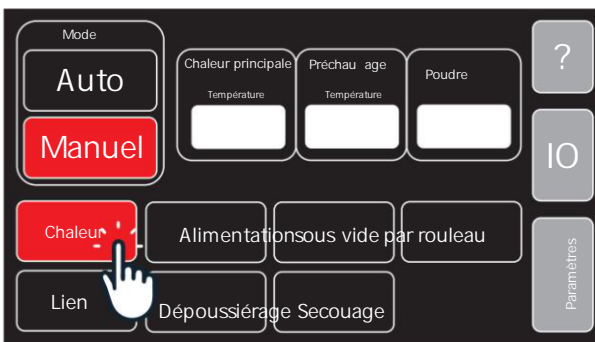 Mode
Auto
Manuel
Chaleur principale
Température
Préchau age
Température
Poudre
?
IO
Chaleur
Alimentationsous vide par rouleau
Paramètres
Lien
Dépoussiérage Secouage